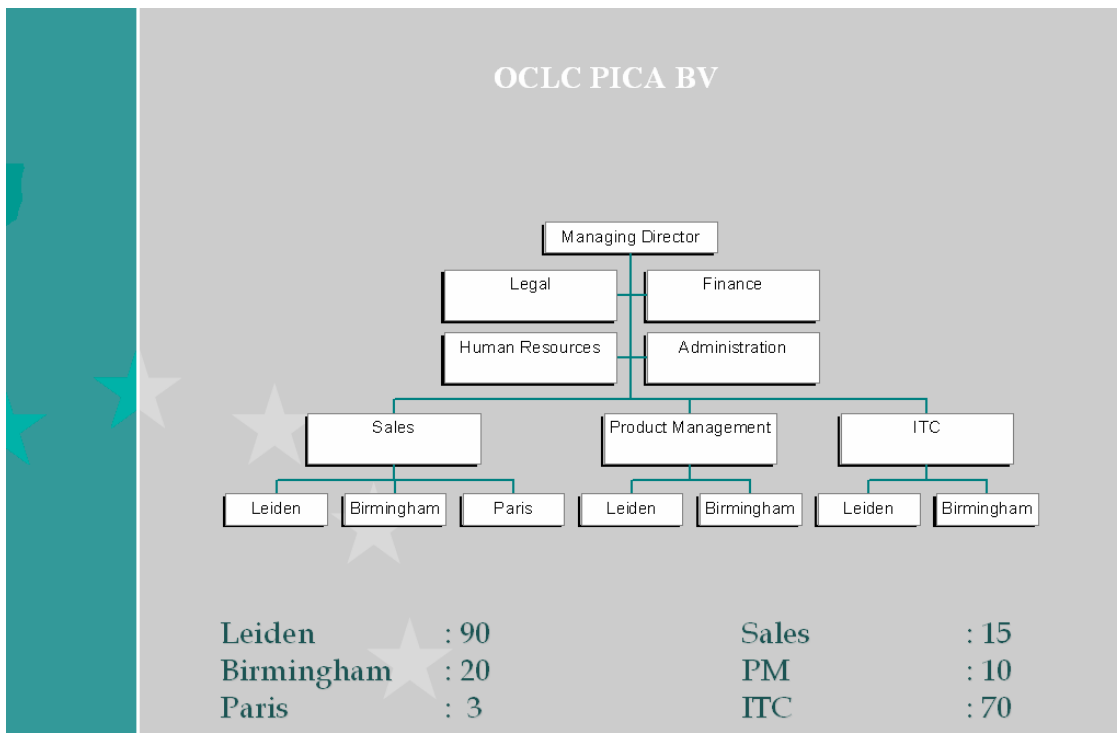 OCLC PICA BV
Managing Director
Legal Finance
Human Resources Administration
Sales Product Management ITC
Leiden Birmingham Paris Leiden Birmingham Leiden Birmingham
Leiden : 90 Sales : 15
Birmingham : 20 PM : 10
Paris : 3 ITC : 70